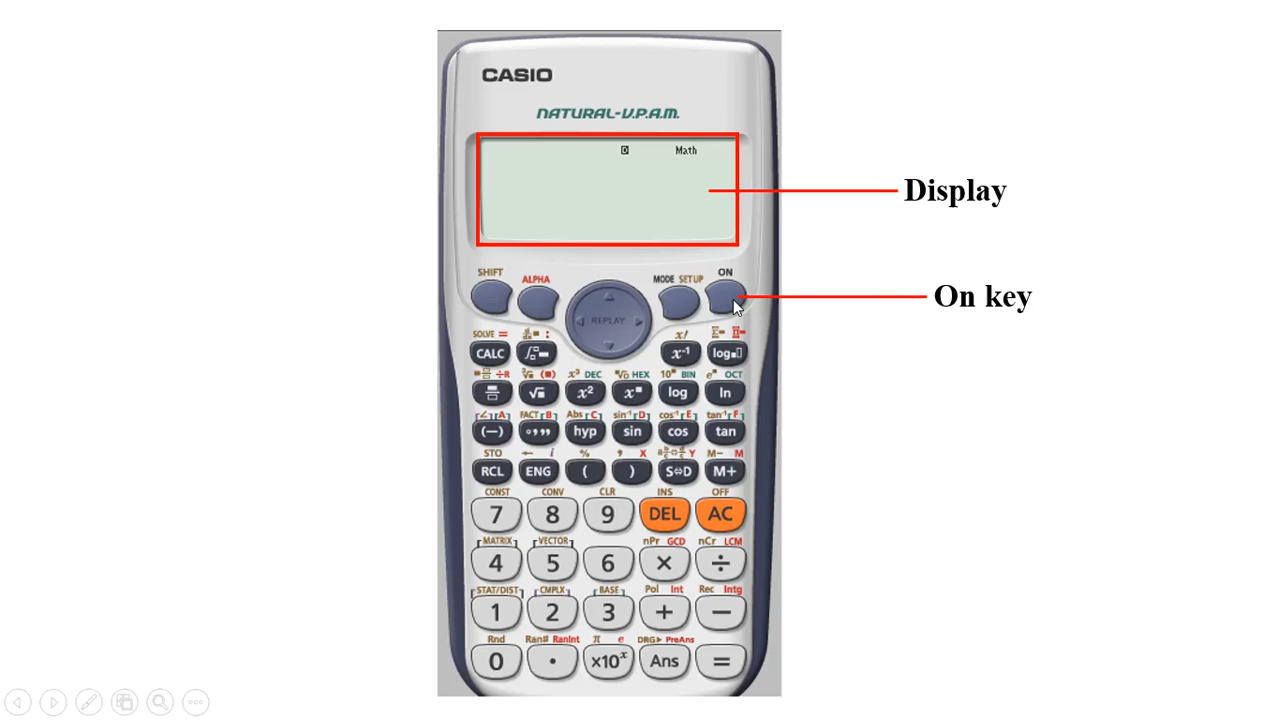 CASIO
NATURAL-V.P.A.M.
D Math
Display
SHIFT ALPHA MODE SETUP ON
REPLAY
On key
SOLVE = : x! Σ Π
CALC x⁻¹ log
÷R ³√ x³ DEC HEX 10 BIN e OCT
√ x² x log ln
∠ A FACT B Abs C sin⁻¹ D cos⁻¹ E tan⁻¹ F
(−) hyp sin cos tan
STO ← i % , X Y M− M
RCL ENG ( ) S⇔D M+
CONST CONV CLR INS OFF
7 8 9 DEL AC
MATRIX VECTOR nPr GCD nCr LCM
4 5 6 × ÷
STAT/DIST CMPLX BASE Pol Int Rec Intg
1 2 3 + −
Rnd Ran# RanInt π e DRG▸ PreAns
0 • ×10ˣ Ans =